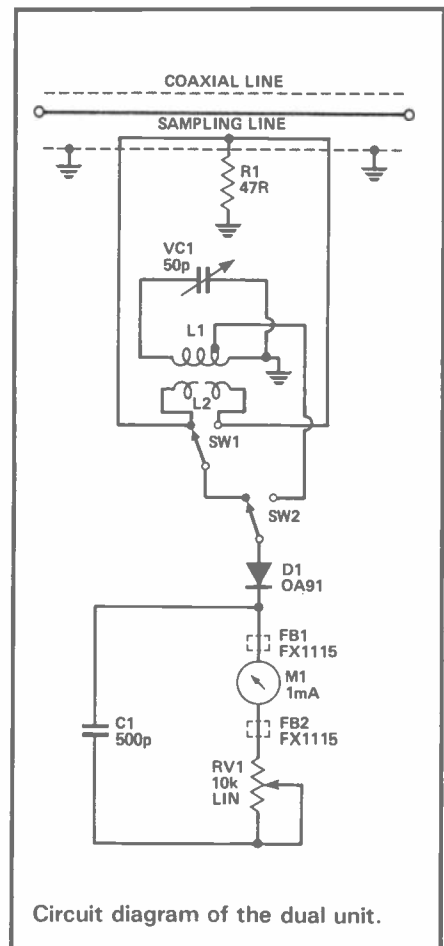 COAXIAL LINE
SAMPLING LINE
R1
47R
VC1
50p
L1
L2
SW1
SW2
D1
OA91
FB1
FX1115
M1
1mA
C1
500p
FB2
FX1115
RV1
10k
LIN
Circuit diagram of the dual unit.